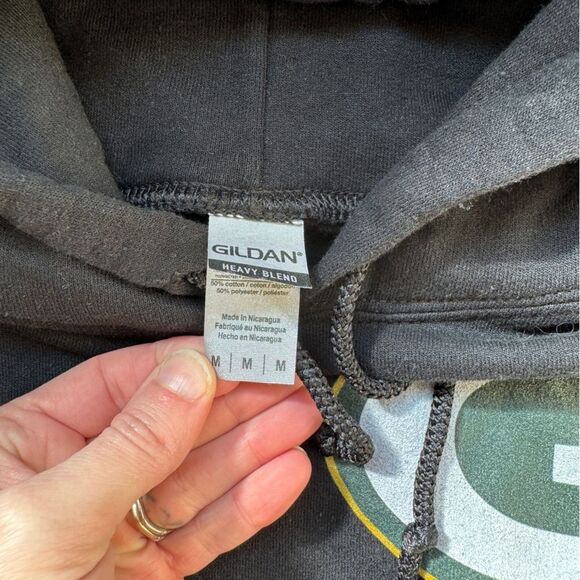 GILDAN®
HEAVY BLEND
50% cotton / coton / algodón
50% polyester / poliéster
Made in Nicaragua
Fabriqué au Nicaragua
Hecho en Nicaragua
M | M | M
G